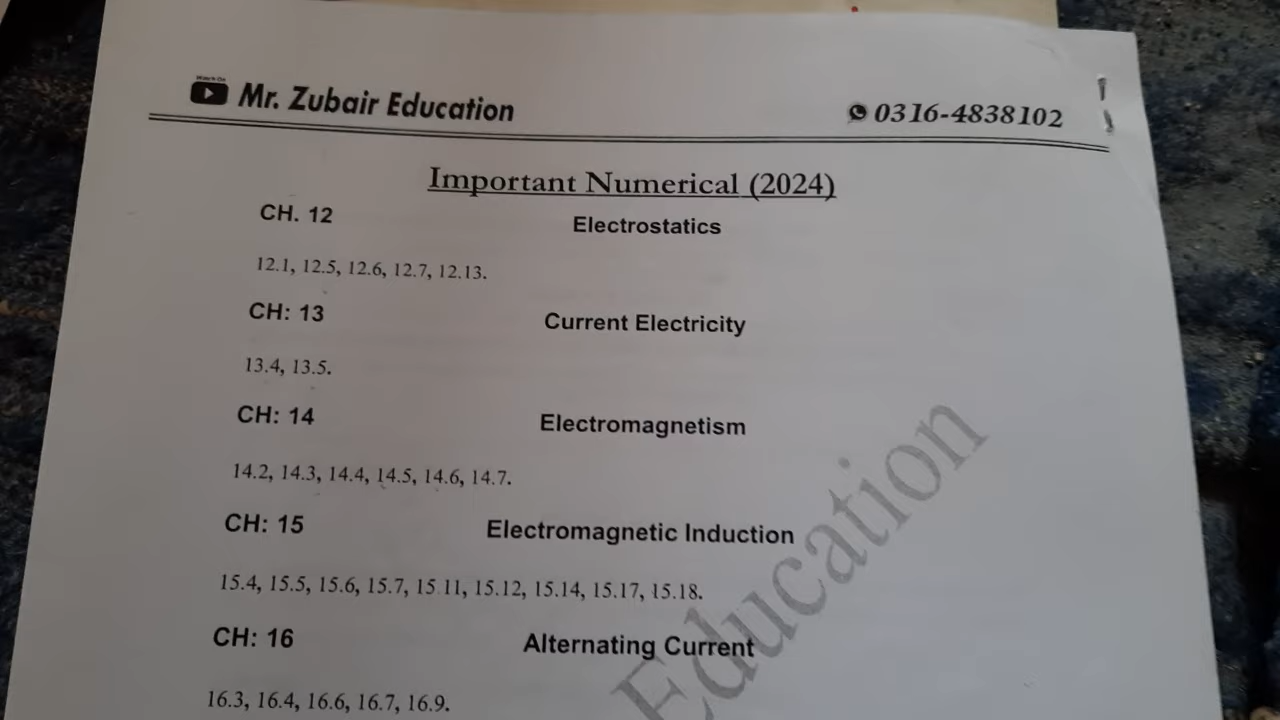 Watch On
Mr. Zubair Education
0316-4838102
Important Numerical (2024)
CH. 12 Electrostatics
12.1, 12.5, 12.6, 12.7, 12.13.
CH: 13 Current Electricity
13.4, 13.5.
CH: 14 Electromagnetism
14.2, 14.3, 14.4, 14.5, 14.6, 14.7.
CH: 15 Electromagnetic Induction
15.4, 15.5, 15.6, 15.7, 15.11, 15.12, 15.14, 15.17, 15.18.
CH: 16 Alternating Current
16.3, 16.4, 16.6, 16.7, 16.9.
Education